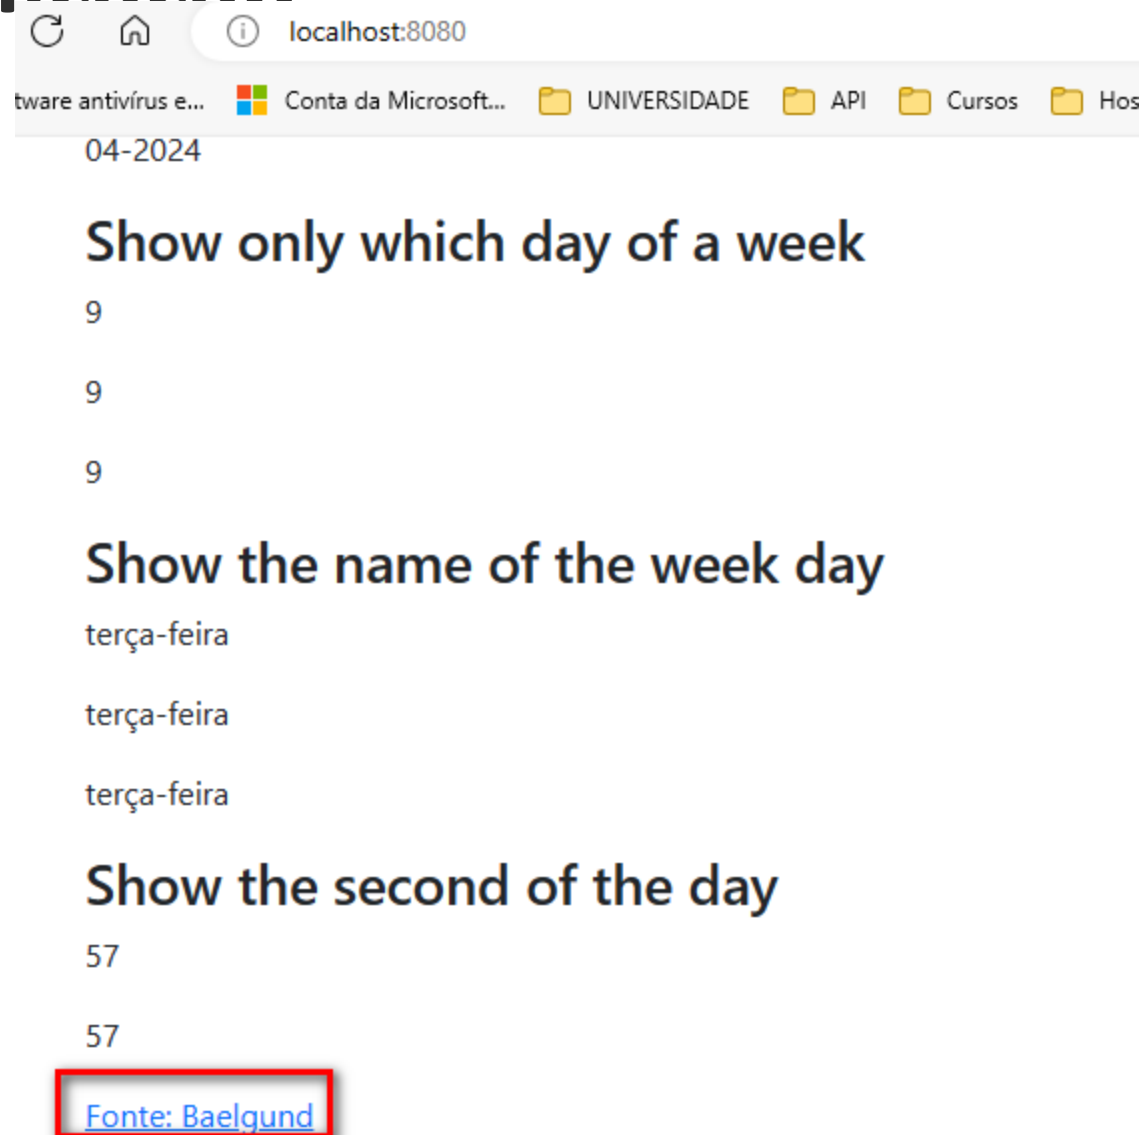 localhost:8080
tware antivírus e... Conta da Microsoft... UNIVERSIDADE API Cursos Hos
04-2024
Show only which day of a week
9
9
9
Show the name of the week day
terça-feira
terça-feira
terça-feira
Show the second of the day
57
57
Fonte: Baelgund